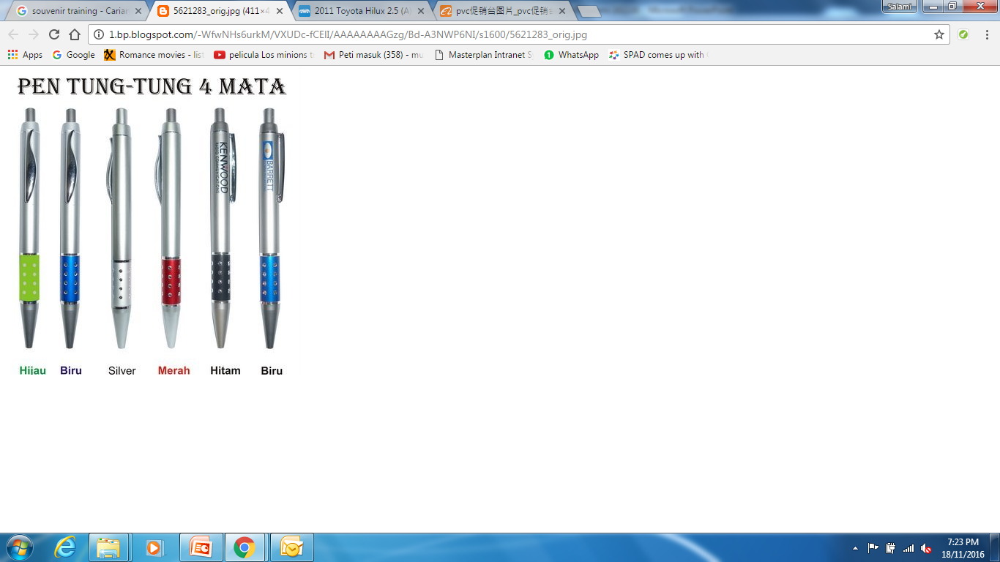 souvenir training - Carian
5621283_orig.jpg (411×4
2011 Toyota Hilux 2.5 (A
pvc促销台图片_pvc促销台
Salami
1.bp.blogspot.com/-WfwNHs6urkM/VXUDc-fCElI/AAAAAAAAGzg/Bd-A3NWP6NI/s1600/5621283_orig.jpg
Apps
Google
Romance movies - list
pelicula Los minions t
Peti masuk (358) - mu
Masterplan Intranet S
WhatsApp
SPAD comes up with
PEN TUNG-TUNG 4 MATA
KENWOOD
RADIO COMMUNICATIONS
BARRETT
Hijau Biru Silver Merah Hitam Biru
7:23 PM
18/11/2016